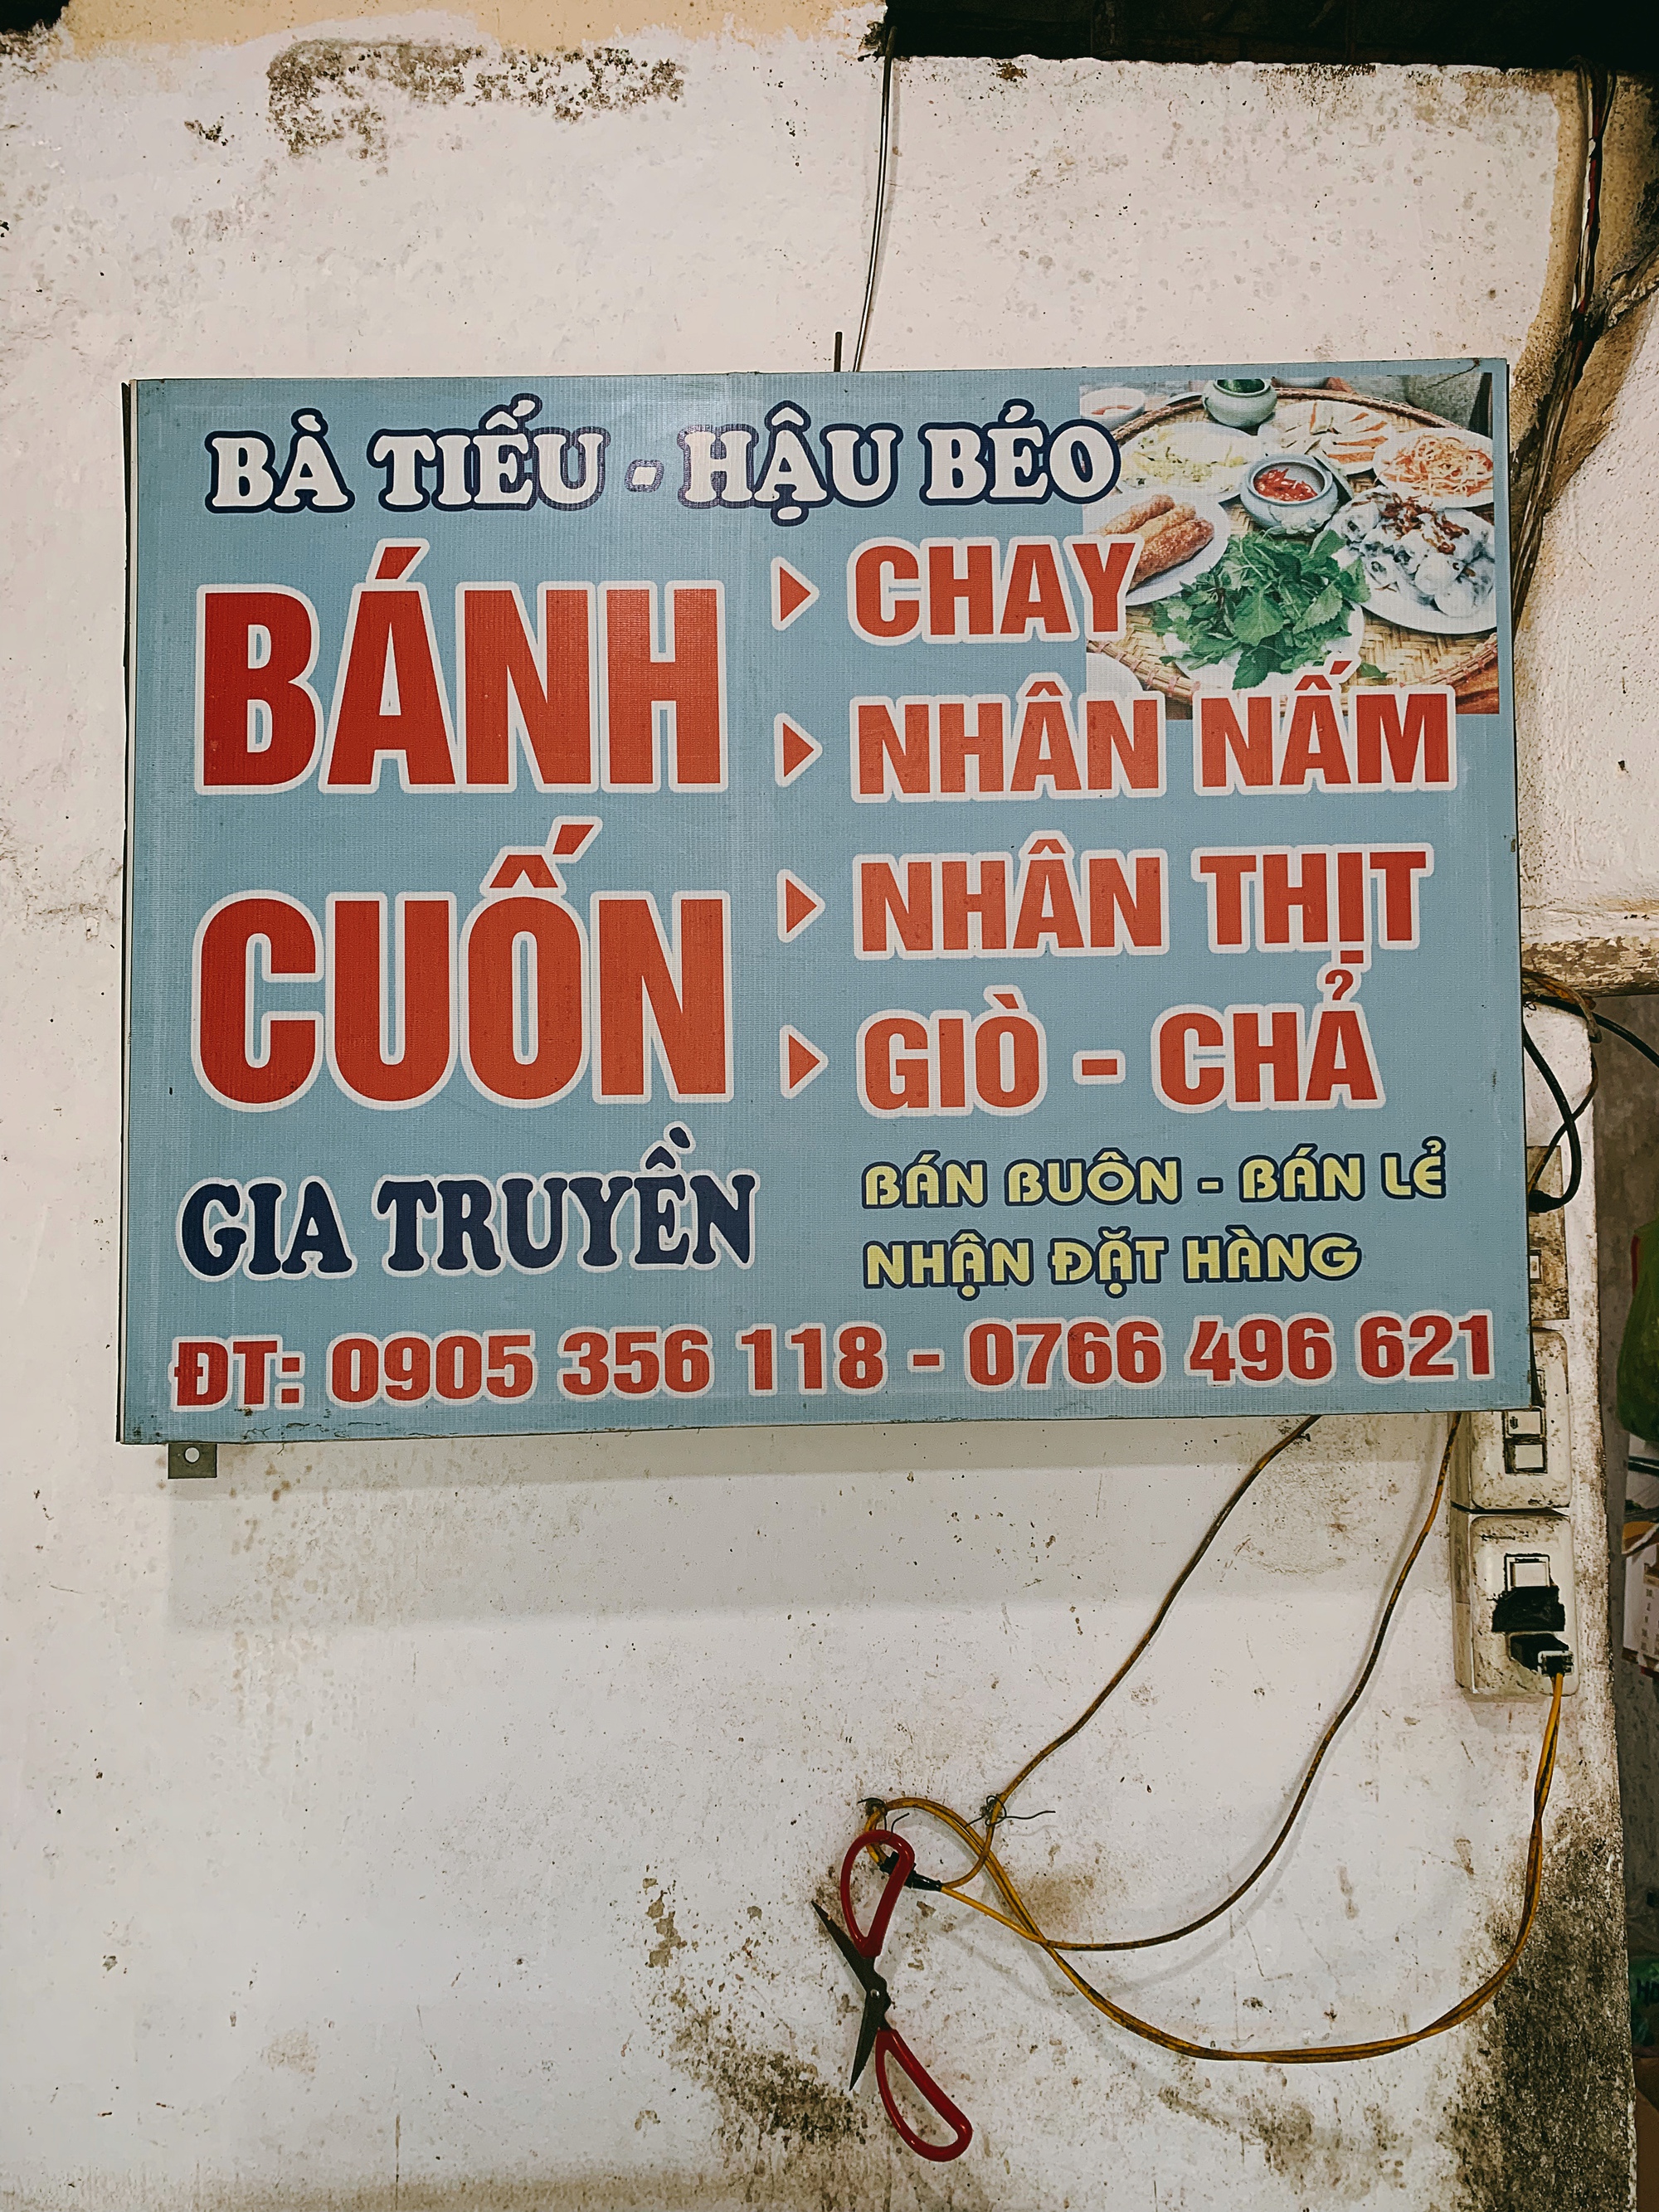 BÀ TIẾU - HẬU BÉO
BÁNH
CUỐN
GIA TRUYỀN
CHAY
NHÂN NẤM
NHÂN THỊT
GIÒ - CHẢ
BÁN BUÔN - BÁN LẺ
NHẬN ĐẶT HÀNG
ĐT: 0905 356 118 - 0766 496 621